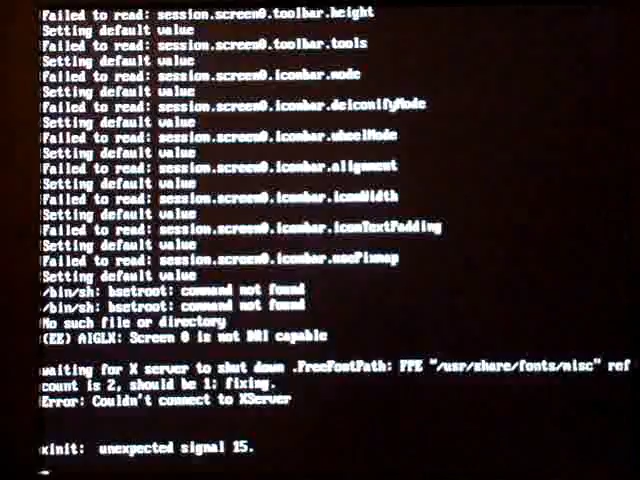 Failed to read: session.screen0.toolbar.height
Setting default value
Failed to read: session.screen0.toolbar.tools
Setting default value
Failed to read: session.screen0.iconbar.mode
Setting default value
Failed to read: session.screen0.iconbar.deiconifyMode
Setting default value
Failed to read: session.screen0.iconbar.wheelMode
Setting default value
Failed to read: session.screen0.iconbar.alignment
Setting default value
Failed to read: session.screen0.iconbar.iconWidth
Setting default value
Failed to read: session.screen0.iconbar.iconTextPadding
Setting default value
Failed to read: session.screen0.iconbar.usePixmap
Setting default value
/bin/sh: bsetroot: command not found
/bin/sh: bsetroot: command not found
No such file or directory
(EE) AIGLX: Screen 0 is not DRI capable
waiting for X server to shut down .FreeFontPath: FPE "/usr/share/fonts/misc" ref
count is 2, should be 1; fixing.
Error: Couldn't connect to XServer
xinit:  unexpected signal 15.